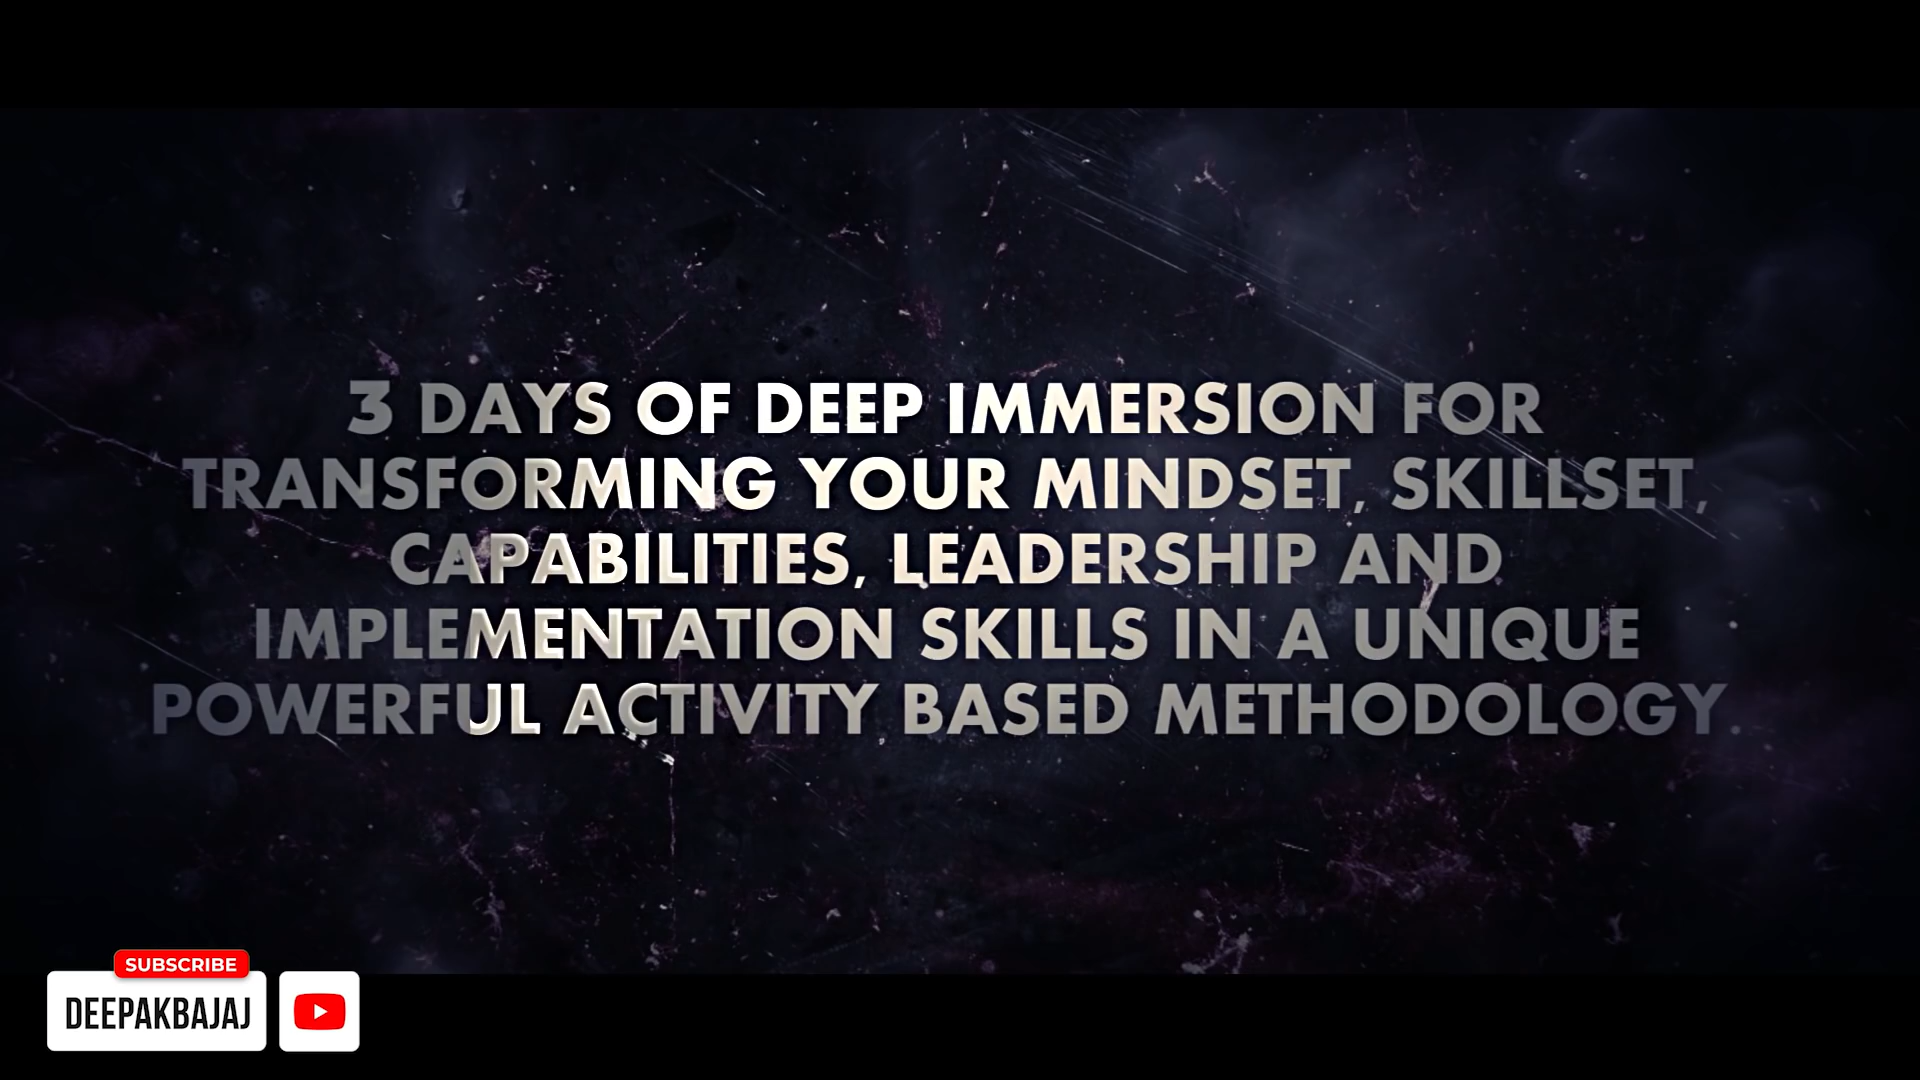 3 DAYS OF DEEP IMMERSION FOR
TRANSFORMING YOUR MINDSET, SKILLSET,
CAPABILITIES, LEADERSHIP AND
IMPLEMENTATION SKILLS IN A UNIQUE
POWERFUL ACTIVITY BASED METHODOLOGY.
SUBSCRIBE
DEEPAKBAJAJ